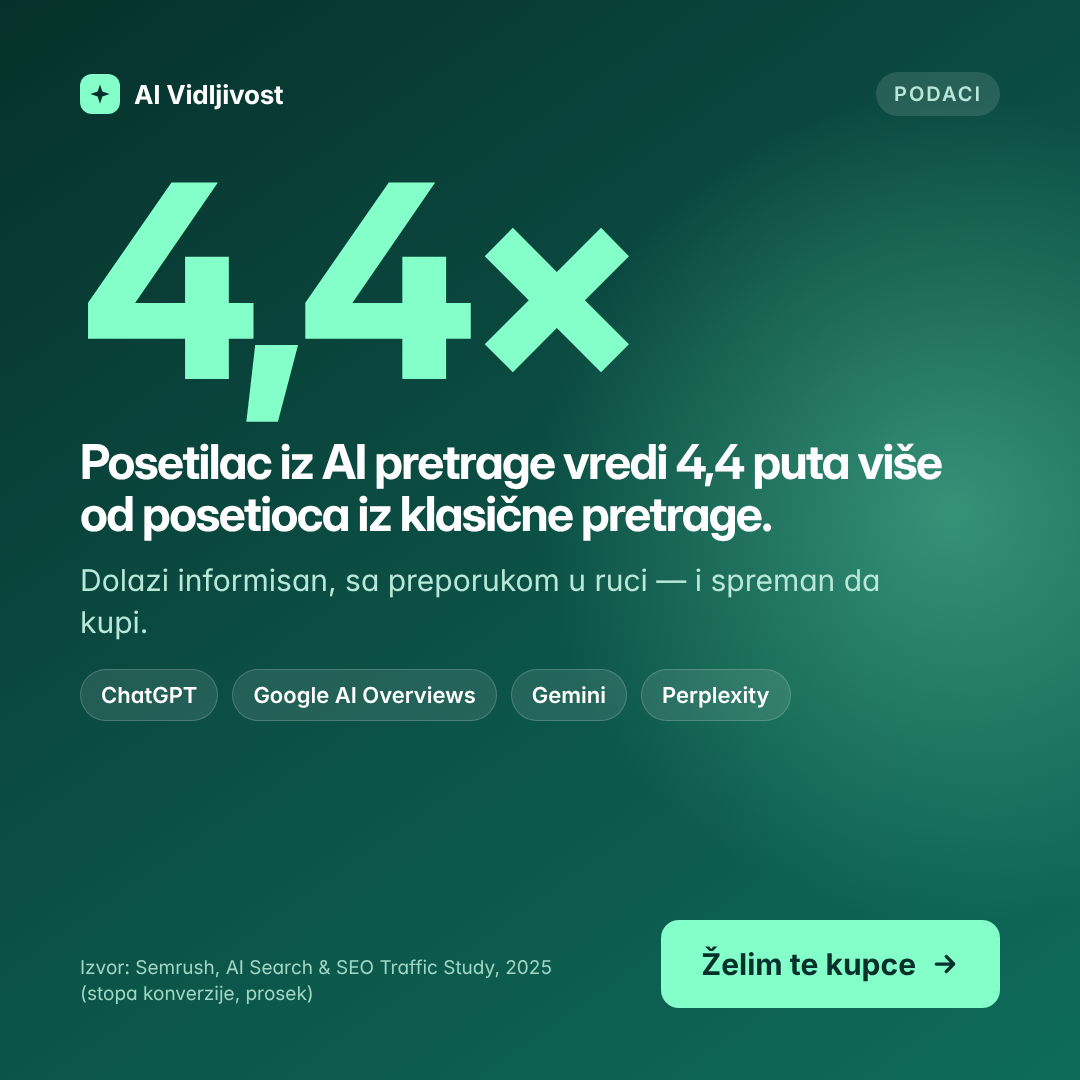 AI Vidljivost
PODACI
4,4×
Posetilac iz AI pretrage vredi 4,4 puta više
od posetioca iz klasične pretrage.
Dolazi informisan, sa preporukom u ruci — i spreman da
kupi.
ChatGPT
Google AI Overviews
Gemini
Perplexity
Izvor: Semrush, AI Search & SEO Traffic Study, 2025
(stopa konverzije, prosek)
Želim te kupce →